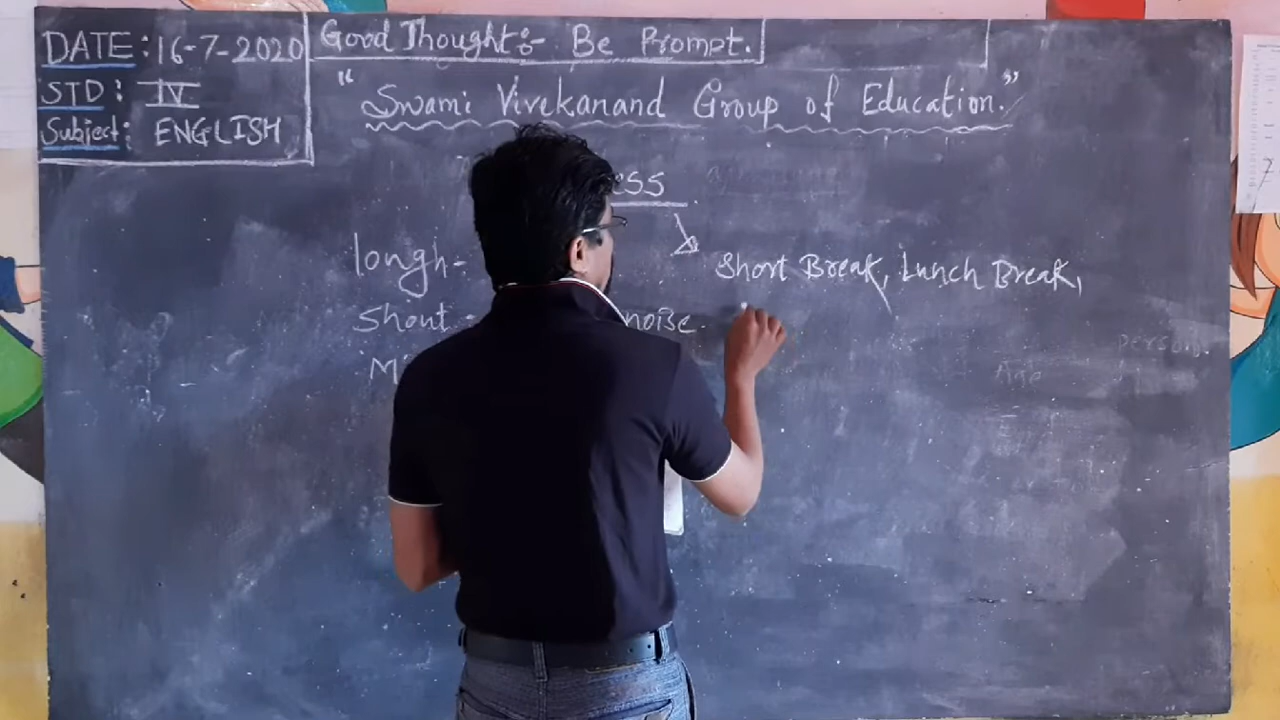 DATE: 16-7-2020
STD: IV
Subject: ENGLISH
Good Thought:- Be Prompt.
"Swami Vivekanand Group of Education."
ess
longh-
Short Break, Lunch Break,
Shout - noise.
person.